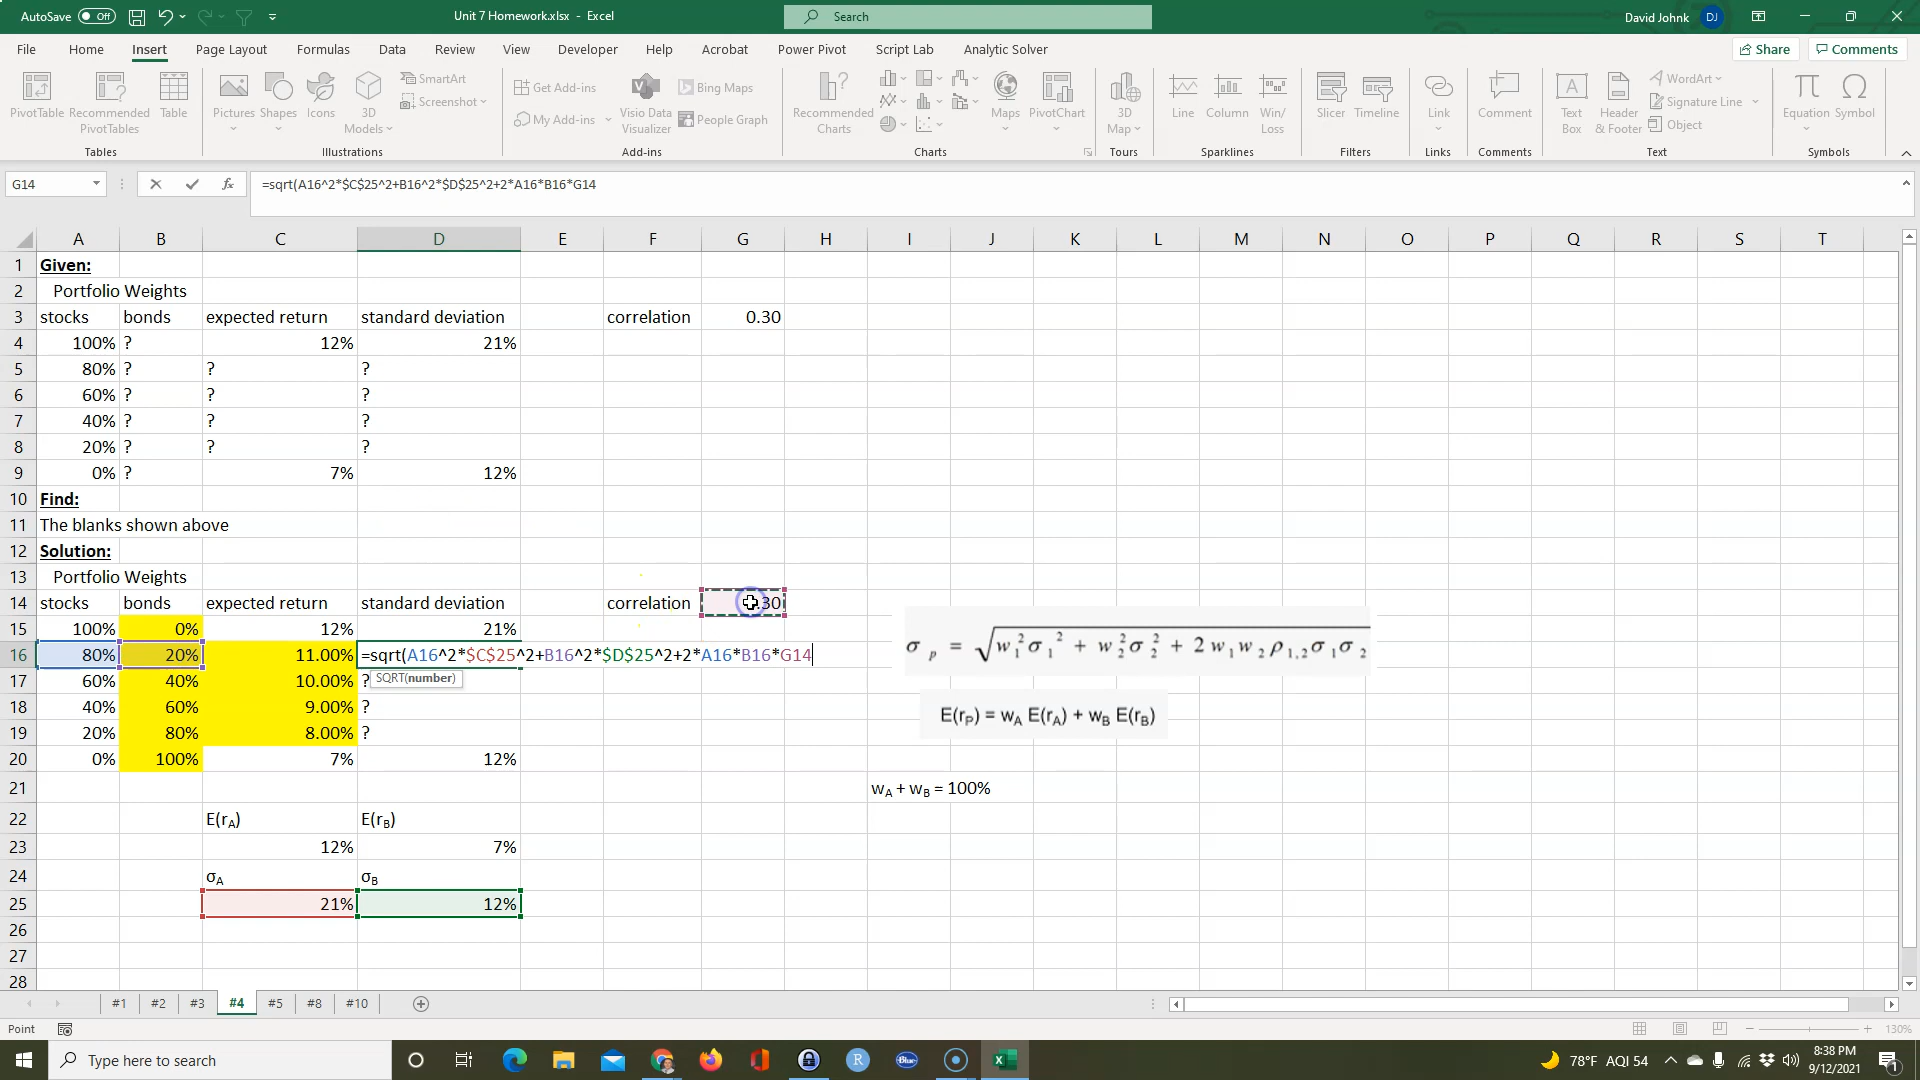 AutoSave Off
Unit 7 Homework.xlsx - Excel
Search
David Johnk DJ
File Home Insert Page Layout Formulas Data Review View Developer Help Acrobat Power Pivot Script Lab Analytic Solver
Share Comments
PivotTable Recommended PivotTables Table
Tables
Pictures Shapes Icons 3D Models SmartArt Screenshot
Illustrations
Get Add-ins My Add-ins Visio Data Visualizer Bing Maps People Graph
Add-ins
Recommended Charts Maps PivotChart
Charts
3D Map
Tours
Line Column Win/Loss
Sparklines
Slicer Timeline
Filters
Link
Links
Comment
Comments
Text Box Header & Footer WordArt Signature Line Object
Text
Equation Symbol
Symbols
G14 fx =sqrt(A16^2*$C$25^2+B16^2*$D$25^2+2*A16*B16*G14
A B C D E F G H I J K L M N O P Q R S T
1 Given:
2 Portfolio Weights
3 stocks bonds expected return standard deviation correlation 0.30
4 100% ? 12% 21%
5 80% ? ? ?
6 60% ? ? ?
7 40% ? ? ?
8 20% ? ? ?
9 0% ? 7% 12%
10 Find:
11 The blanks shown above
12 Solution:
13 Portfolio Weights
14 stocks bonds expected return standard deviation correlation 0.30
15 100% 0% 12% 21%
16 80% 20% 11.00% =sqrt(A16^2*$C$25^2+B16^2*$D$25^2+2*A16*B16*G14
SQRT(number)
σ p = √w₁²σ₁² + w₂²σ₂² + 2 w₁w₂ρ₁,₂σ₁σ₂
17 60% 40% 10.00% ?
18 40% 60% 9.00% ?
E(rP) = wA E(rA) + wB E(rB)
19 20% 80% 8.00% ?
20 0% 100% 7% 12%
21 wA + wB = 100%
22 E(rA) E(rB)
23 12% 7%
24 σA σB
25 21% 12%
26
27
28
#1 #2 #3 #4 #5 #8 #10
Point 130%
Type here to search
R
Blue
78°F AQI 54
8:38 PM
9/12/2021
1